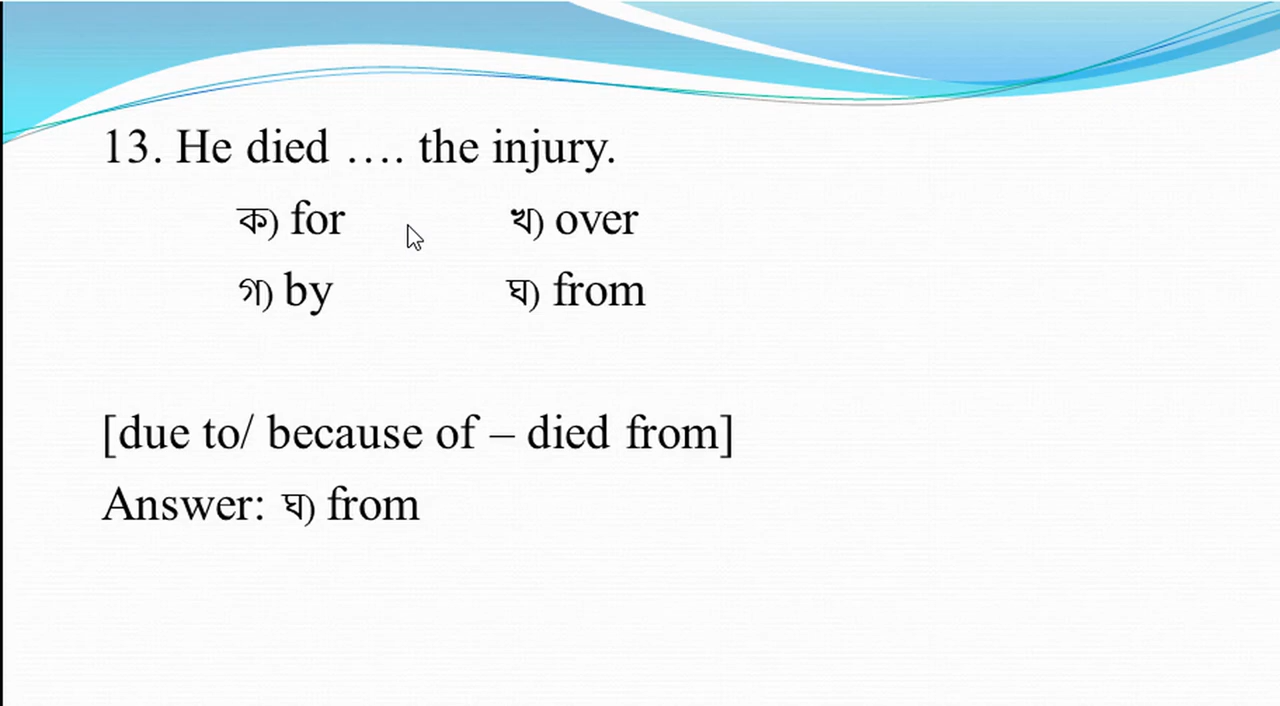 13. He died …. the injury.
ক) for খ) over
গ) by ঘ) from
[due to/ because of – died from]
Answer: ঘ) from